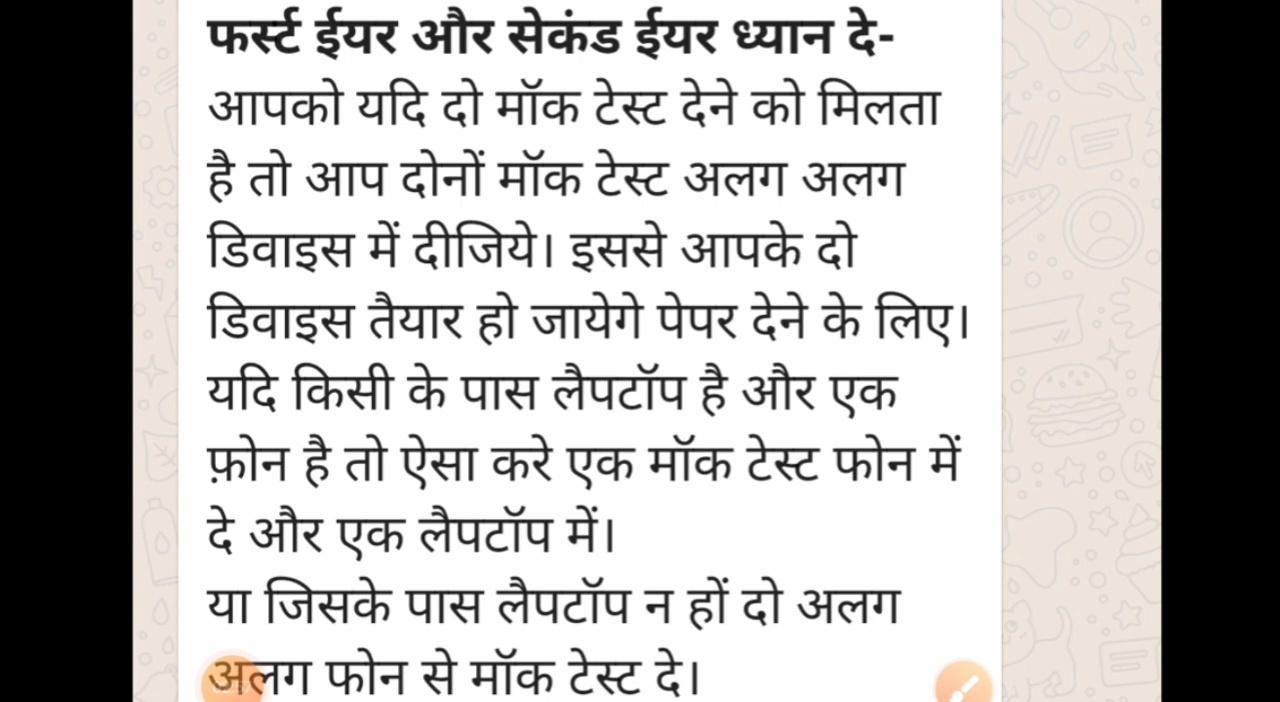 फर्स्ट ईयर और सेकंड ईयर ध्यान दे-
आपको यदि दो मॉक टेस्ट देने को मिलता
है तो आप दोनों मॉक टेस्ट अलग अलग
डिवाइस में दीजिये। इससे आपके दो
डिवाइस तैयार हो जायेगे पेपर देने के लिए।
यदि किसी के पास लैपटॉप है और एक
फ़ोन है तो ऐसा करे एक मॉक टेस्ट फोन में
दे और एक लैपटॉप में।
या जिसके पास लैपटॉप न हों दो अलग
अलग फोन से मॉक टेस्ट दे।